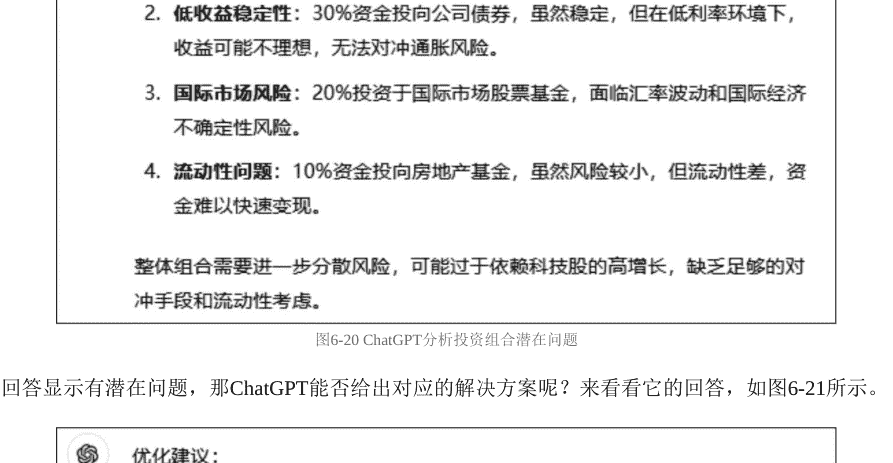 2. 低收益稳定性：30%资金投向公司债券，虽然稳定，但在低利率环境下，
收益可能不理想，无法对冲通胀风险。
3. 国际市场风险：20%投资于国际市场股票基金，面临汇率波动和国际经济
不确定性风险。
4. 流动性问题：10%资金投向房地产基金，虽然风险较小，但流动性差，资
金难以快速变现。
整体组合需要进一步分散风险，可能过于依赖科技股的高增长，缺乏足够的对
冲手段和流动性考虑。
图6-20 ChatGPT分析投资组合潜在问题
回答显示有潜在问题，那ChatGPT能否给出对应的解决方案呢？来看看它的回答，如图6-21所示。
优化建议：